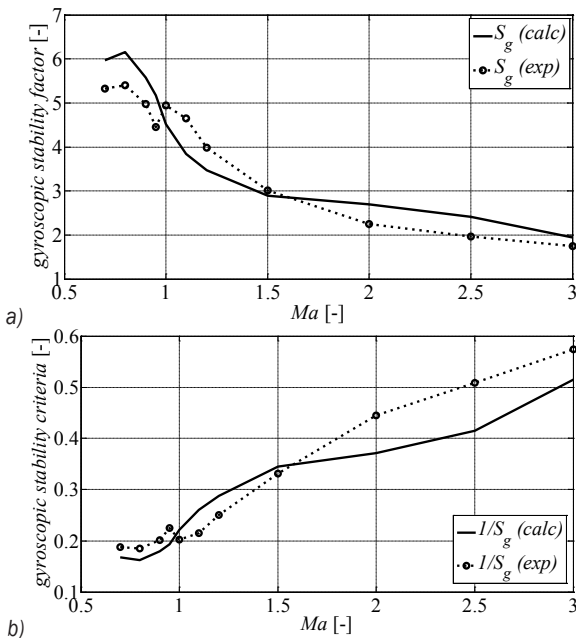 7
6
5
4
3
2
1
gyroscopic stability factor [-]
S_g (calc)
S_g (exp)
0.5 1 1.5 2 2.5 3
Ma [-]
a)
0.6
0.5
0.4
0.3
0.2
0.1
gyroscopic stability criteria [-]
1/S_g (calc)
1/S_g (exp)
0.5 1 1.5 2 2.5 3
Ma [-]
b)